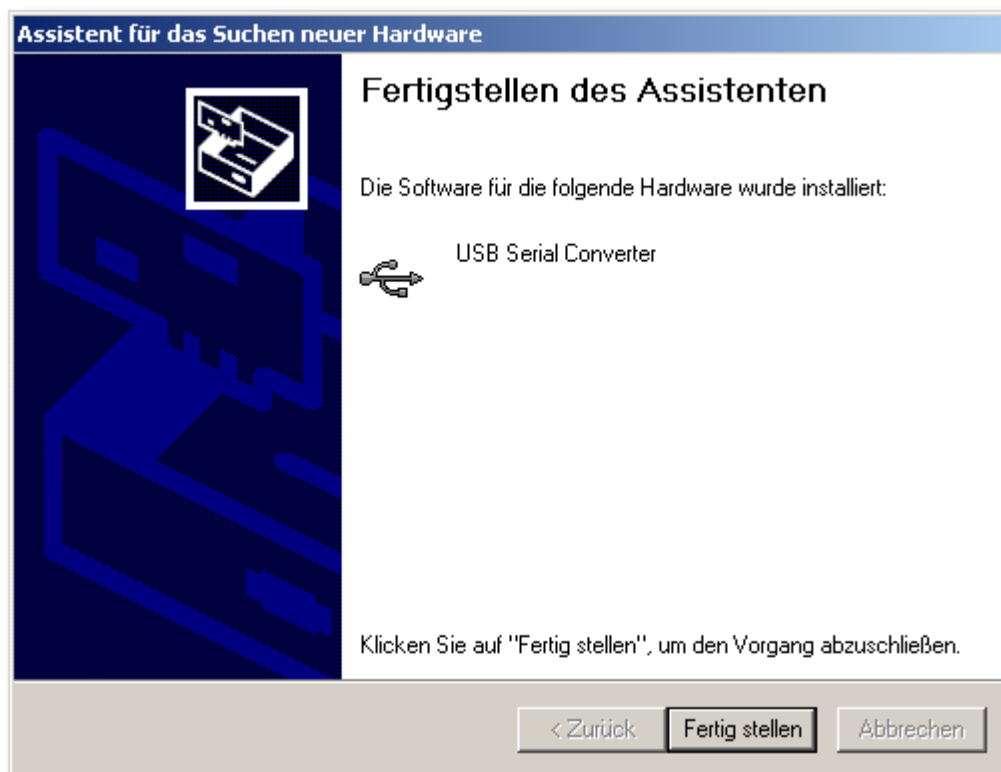 Assistent für das Suchen neuer Hardware
Fertigstellen des Assistenten
Die Software für die folgende Hardware wurde installiert:
USB Serial Converter
Klicken Sie auf "Fertig stellen", um den Vorgang abzuschließen.
< Zurück
Fertig stellen
Abbrechen